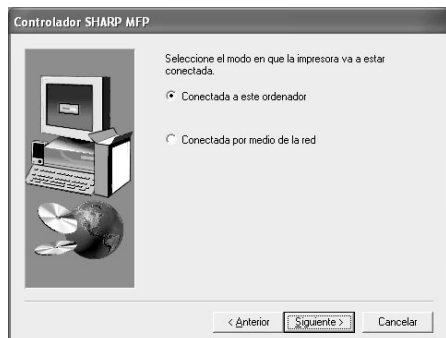 Controlador SHARP MFP
Seleccione el modo en que la impresora va a estar
conectada.
Conectada a este ordenador
Conectada por medio de la red
< Anterior
Siguiente >
Cancelar